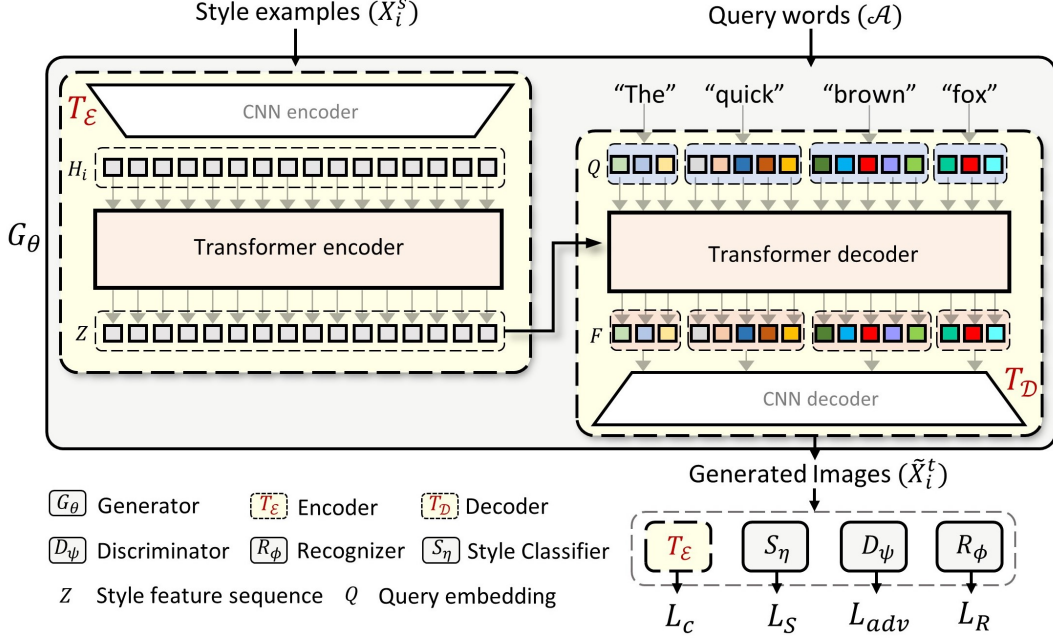 Style examples (𝑋ᵢˢ)
Query words (𝒜)
T_ℰ
CNN encoder
"The" "quick" "brown" "fox"
H_i
Q
G_θ
Transformer encoder
Transformer decoder
Z
F
CNN decoder
T_𝒟
Generated Images (X̃ᵢᵗ)
G_θ Generator T_ℰ Encoder T_𝒟 Decoder
D_ψ Discriminator R_ϕ Recognizer S_η Style Classifier
Z Style feature sequence Q Query embedding
T_ℰ S_η D_ψ R_ϕ
L_c L_S L_adv L_R